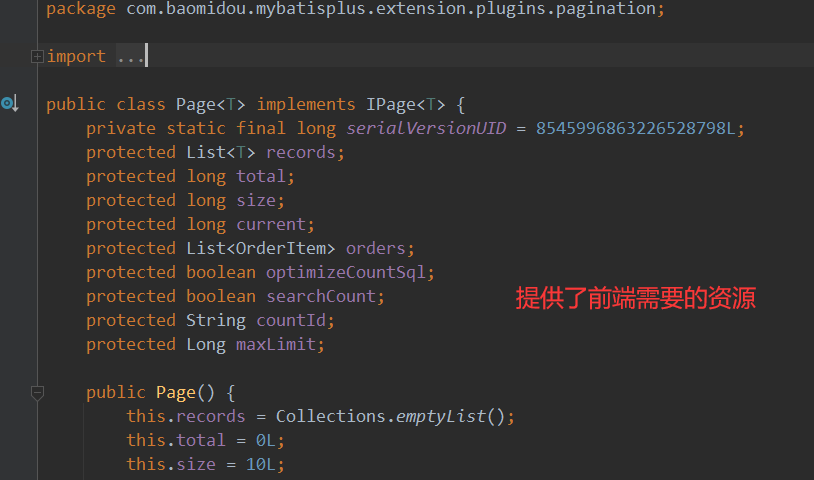 package com.baomidou.mybatisplus.extension.plugins.pagination;
import ...
public class Page<T> implements IPage<T> {
private static final long serialVersionUID = 8545996863226528798L;
protected List<T> records;
protected long total;
protected long size;
protected long current;
protected List<OrderItem> orders;
protected boolean optimizeCountSql;
protected boolean searchCount;
提供了前端需要的资源
protected String countId;
protected Long maxLimit;
public Page() {
this.records = Collections.emptyList();
this.total = 0L;
this.size = 10L;